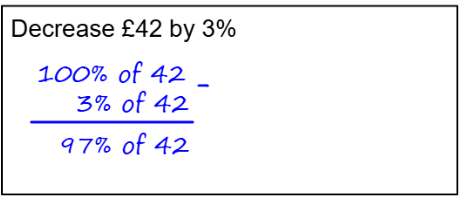 Decrease £42 by 3%
100% of 42 -
3% of 42
97% of 42